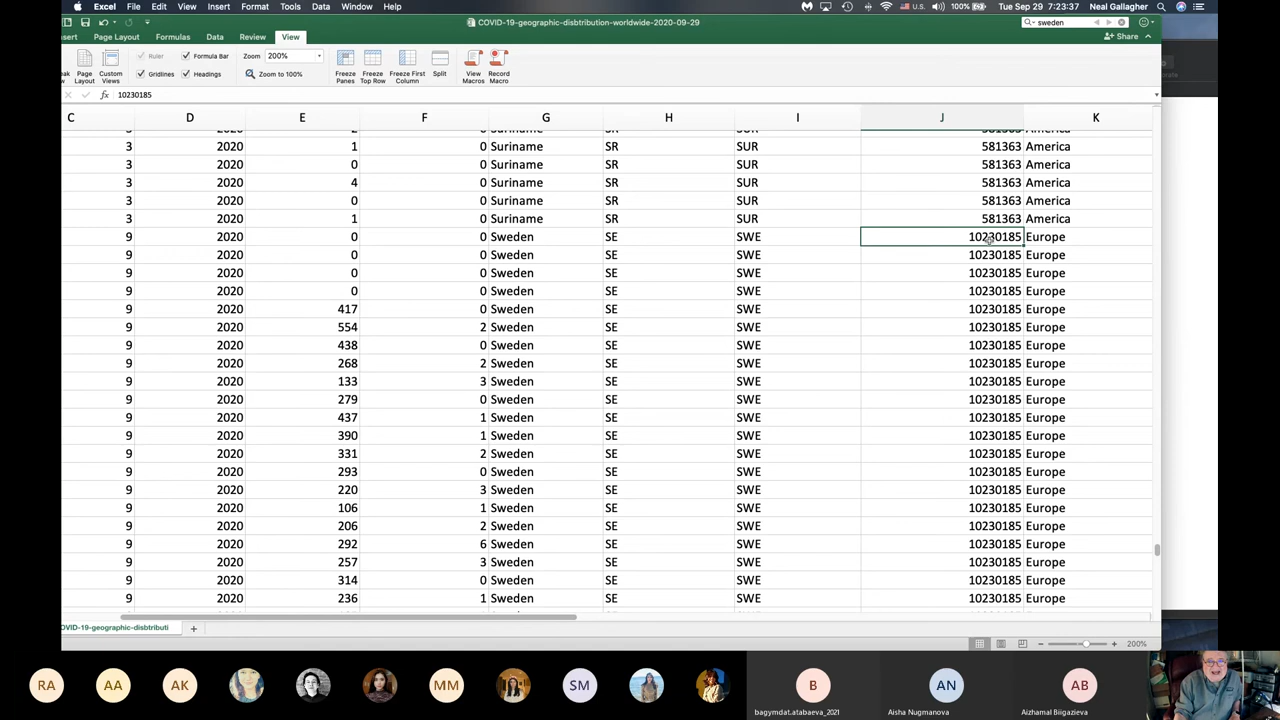 Excel File Edit View Insert Format Tools Data Window Help U.S. 100% Tue Sep 29 7:23:37 Neal Gallagher
COVID-19-geographic-disbtribution-worldwide-2020-09-29 sweden
nsert Page Layout Formulas Data Review View Share
Ruler Formula Bar Zoom 200%
Gridlines Headings Zoom to 100%
Page Layout Custom Views Freeze Panes Freeze Top Row Freeze First Column Split View Macros Record Macro
fx 10230185
C D E F G H I J K
3 2020 2 0 Suriname SR SUR 581363 America
3 2020 1 0 Suriname SR SUR 581363 America
3 2020 0 0 Suriname SR SUR 581363 America
3 2020 4 0 Suriname SR SUR 581363 America
3 2020 0 0 Suriname SR SUR 581363 America
3 2020 1 0 Suriname SR SUR 581363 America
9 2020 0 0 Sweden SE SWE 10230185 Europe
9 2020 0 0 Sweden SE SWE 10230185 Europe
9 2020 0 0 Sweden SE SWE 10230185 Europe
9 2020 0 0 Sweden SE SWE 10230185 Europe
9 2020 417 0 Sweden SE SWE 10230185 Europe
9 2020 554 2 Sweden SE SWE 10230185 Europe
9 2020 438 0 Sweden SE SWE 10230185 Europe
9 2020 268 2 Sweden SE SWE 10230185 Europe
9 2020 133 3 Sweden SE SWE 10230185 Europe
9 2020 279 0 Sweden SE SWE 10230185 Europe
9 2020 437 1 Sweden SE SWE 10230185 Europe
9 2020 390 1 Sweden SE SWE 10230185 Europe
9 2020 331 2 Sweden SE SWE 10230185 Europe
9 2020 293 0 Sweden SE SWE 10230185 Europe
9 2020 220 3 Sweden SE SWE 10230185 Europe
9 2020 106 1 Sweden SE SWE 10230185 Europe
9 2020 206 2 Sweden SE SWE 10230185 Europe
9 2020 292 6 Sweden SE SWE 10230185 Europe
9 2020 257 3 Sweden SE SWE 10230185 Europe
9 2020 314 0 Sweden SE SWE 10230185 Europe
9 2020 236 1 Sweden SE SWE 10230185 Europe
OVID-19-geographic-disbtributi
200%
RA AA AK MM SM B AN AB
bagymdat.atabaeva_2021 Aisha Nugmanova Aizhamal Biigazieva